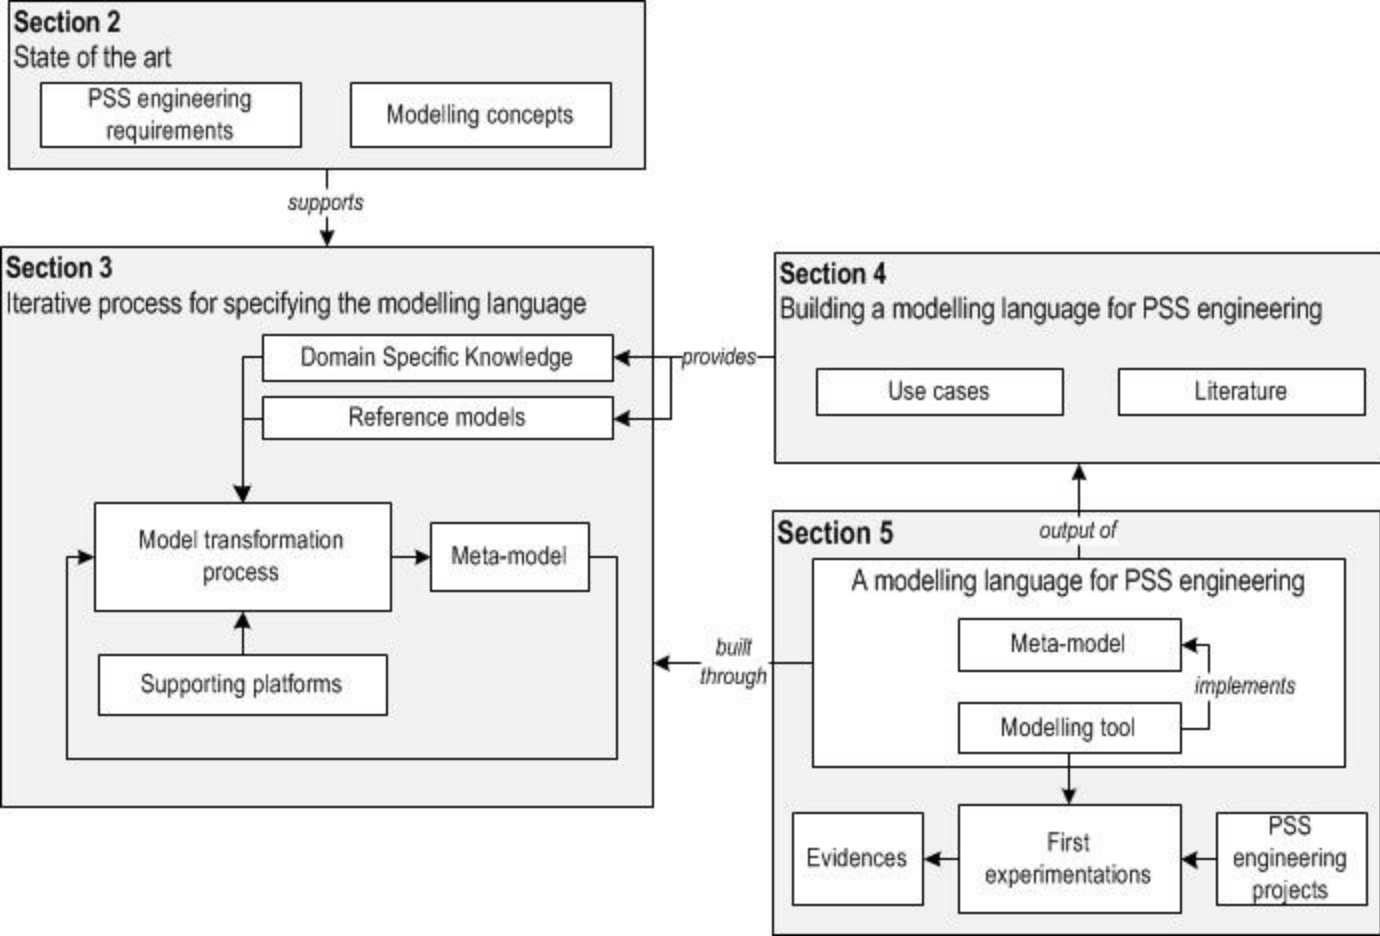 Section 2
State of the art
PSS engineering
requirements
Modelling concepts
supports
Section 3
Iterative process for specifying the modelling language
Domain Specific Knowledge
Reference models
Model transformation
process
Meta-model
Supporting platforms
provides
Section 4
Building a modelling language for PSS engineering
Use cases
Literature
output of
built
through
Section 5
A modelling language for PSS engineering
Meta-model
implements
Modelling tool
Evidences
First
experimentations
PSS
engineering
projects